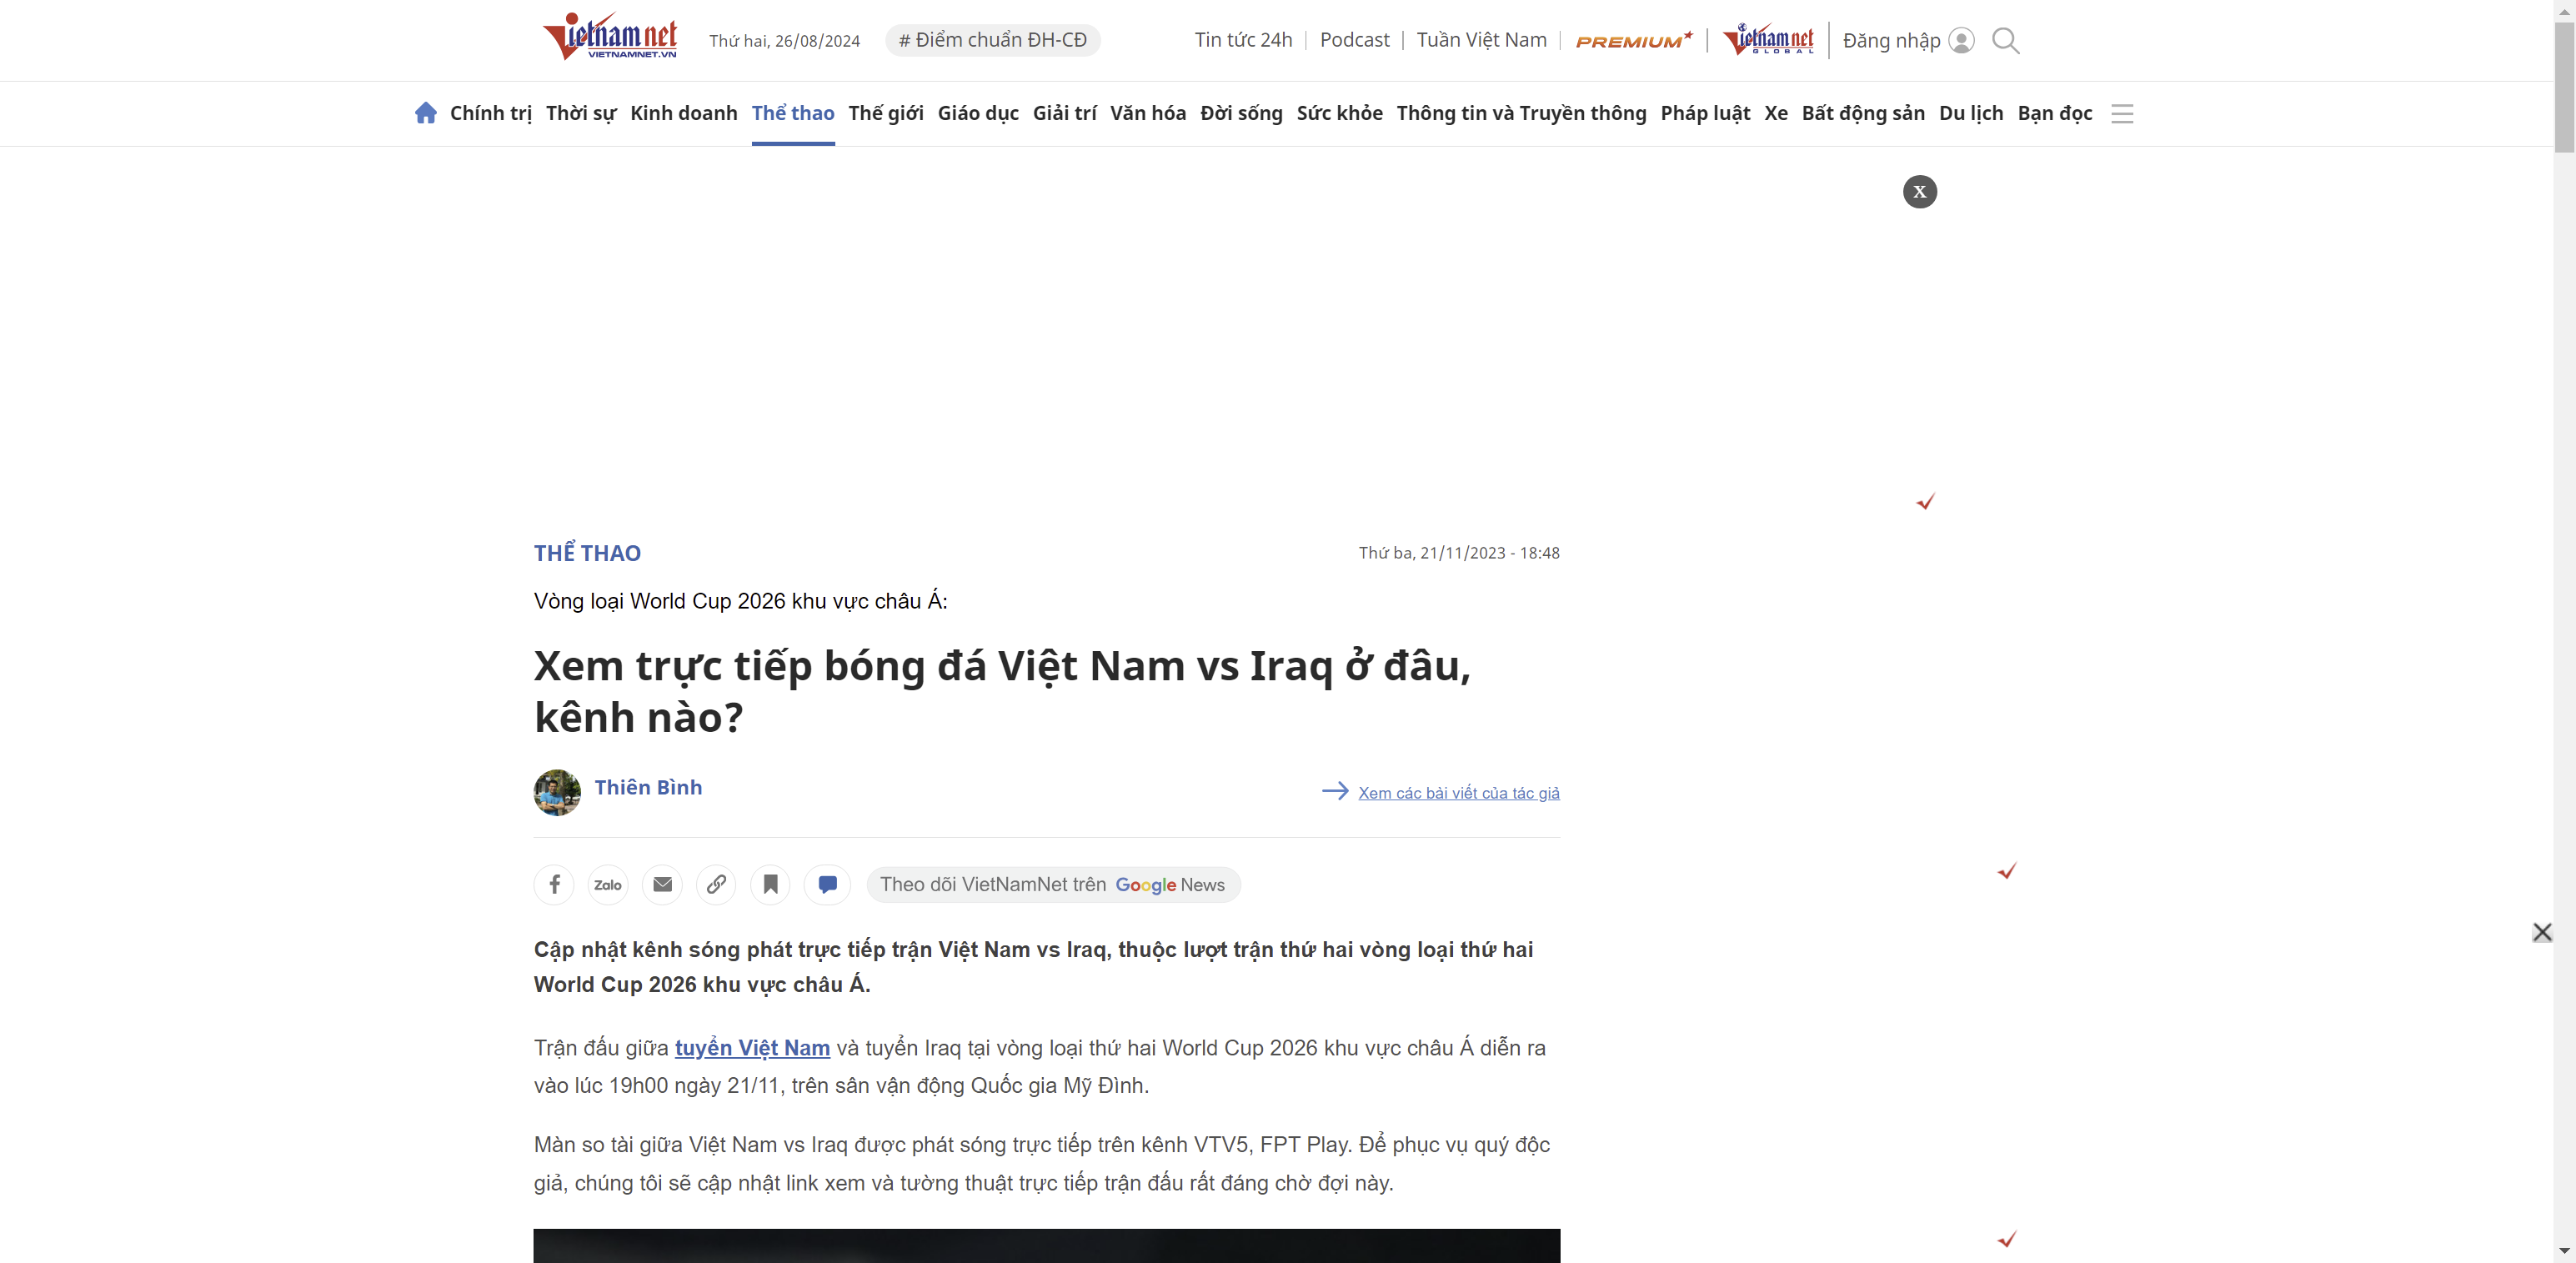 Vietnamnet
VIETNAMNET.VN
Thứ hai, 26/08/2024
# Điểm chuẩn ĐH-CĐ
Tin tức 24h
Podcast
Tuần Việt Nam
PREMIUM
Vietnamnet
GLOBAL
Đăng nhập
Chính trị Thời sự Kinh doanh Thể thao Thế giới Giáo dục Giải trí Văn hóa Đời sống Sức khỏe Thông tin và Truyền thông Pháp luật Xe Bất động sản Du lịch Bạn đọc
X
THỂ THAO
Thứ ba, 21/11/2023 - 18:48
Vòng loại World Cup 2026 khu vực châu Á:
Xem trực tiếp bóng đá Việt Nam vs Iraq ở đâu,
kênh nào?
Thiên Bình
Xem các bài viết của tác giả
Zalo
Theo dõi VietNamNet trên Google News
Cập nhật kênh sóng phát trực tiếp trận Việt Nam vs Iraq, thuộc lượt trận thứ hai vòng loại thứ hai
World Cup 2026 khu vực châu Á.
Trận đấu giữa tuyển Việt Nam và tuyển Iraq tại vòng loại thứ hai World Cup 2026 khu vực châu Á diễn ra
vào lúc 19h00 ngày 21/11, trên sân vận động Quốc gia Mỹ Đình.
Màn so tài giữa Việt Nam vs Iraq được phát sóng trực tiếp trên kênh VTV5, FPT Play. Để phục vụ quý độc
giả, chúng tôi sẽ cập nhật link xem và tường thuật trực tiếp trận đấu rất đáng chờ đợi này.